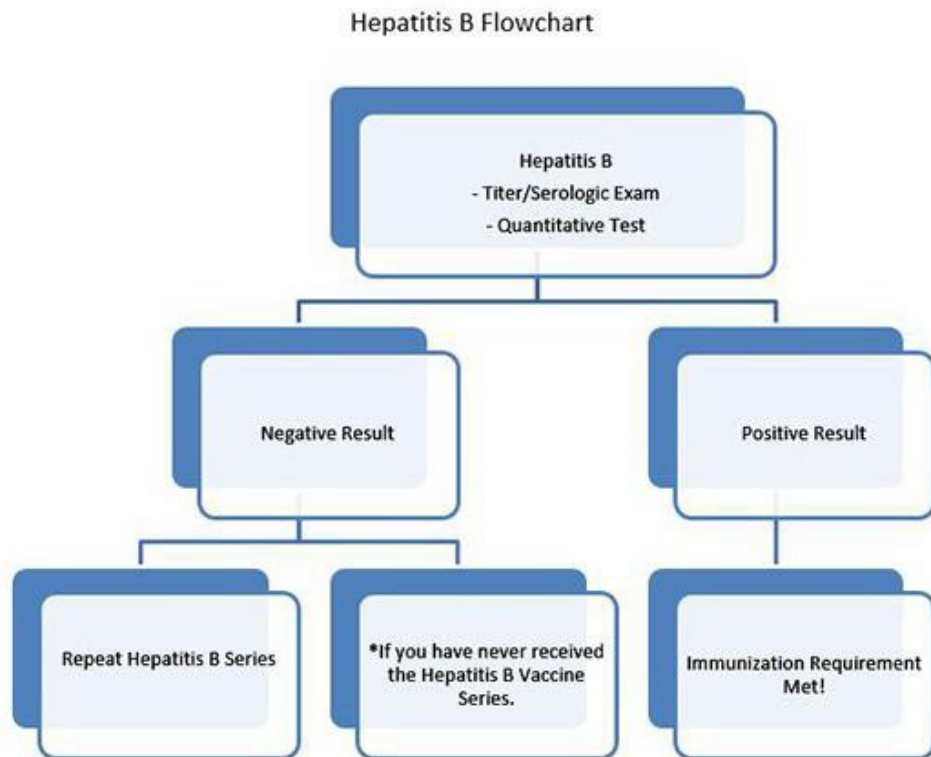 Hepatitis B Flowchart
Hepatitis B
- Titer/Serologic Exam
- Quantitative Test
Negative Result
Positive Result
Repeat Hepatitis B Series
*If you have never received
the Hepatitis B Vaccine
Series.
Immunization Requirement
Met!